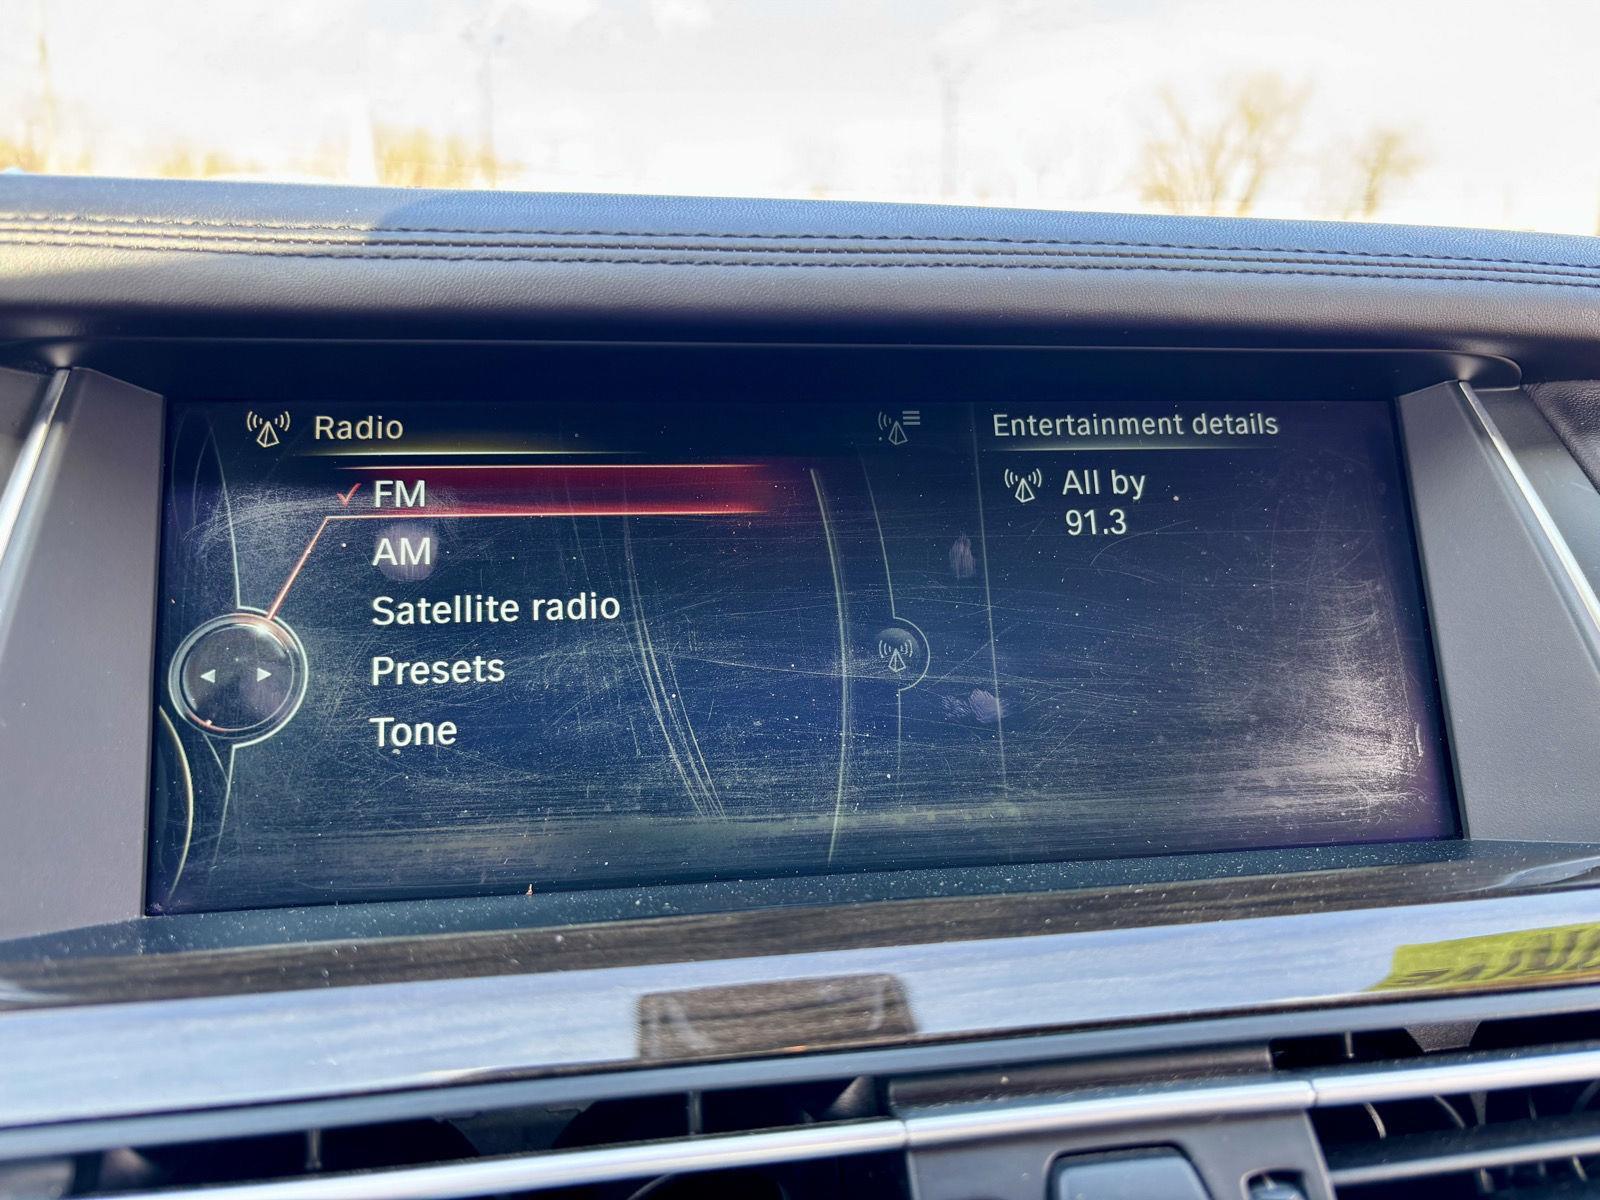 Radio
FM
AM
Satellite radio
Presets
Tone
Entertainment details
All by
91.3